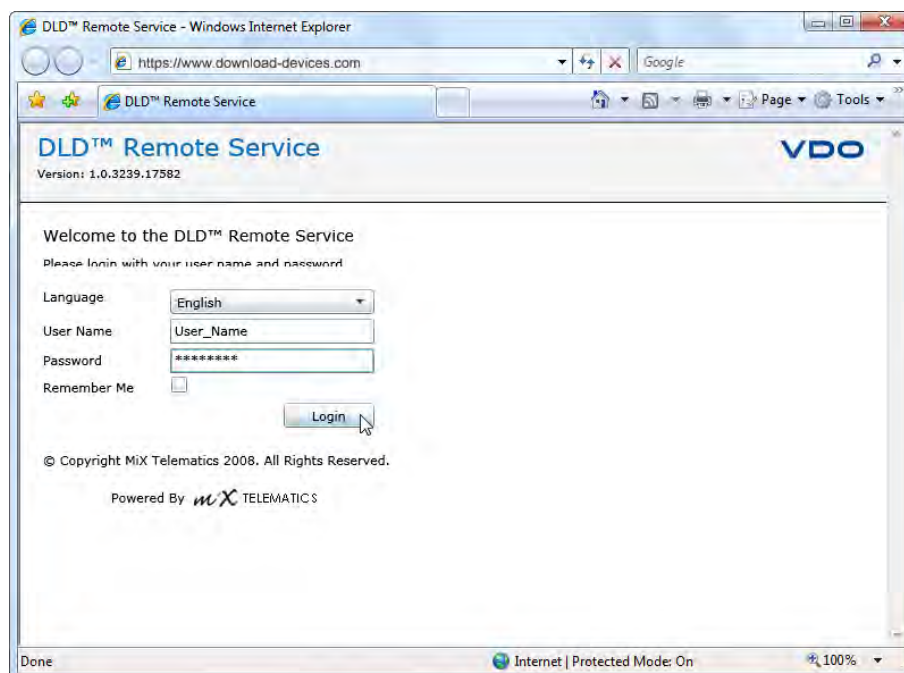 DLD™ Remote Service - Windows Internet Explorer
https://www.download-devices.com
Google
DLD™ Remote Service
Page
Tools
DLD™ Remote Service
VDO
Version: 1.0.3239.17582
Welcome to the DLD™ Remote Service
Please login with your user name and password
Language
English
User Name
User_Name
Password
********
Remember Me
Login
© Copyright MiX Telematics 2008. All Rights Reserved.
Powered By mix TELEMATICS
Done
Internet | Protected Mode: On
100%